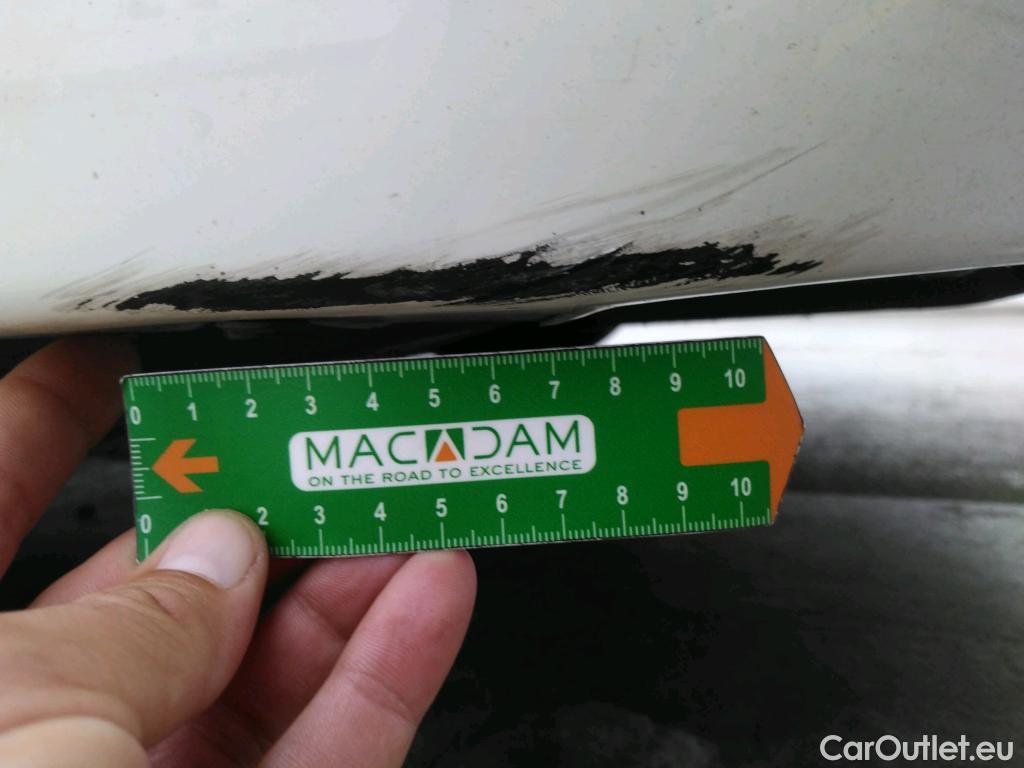 0 1 2 3 4 5 6 7 8 9 10
MACADAM
ON THE ROAD TO EXCELLENCE
0 2 3 4 5 6 7 8 9 10
CarOutlet.eu